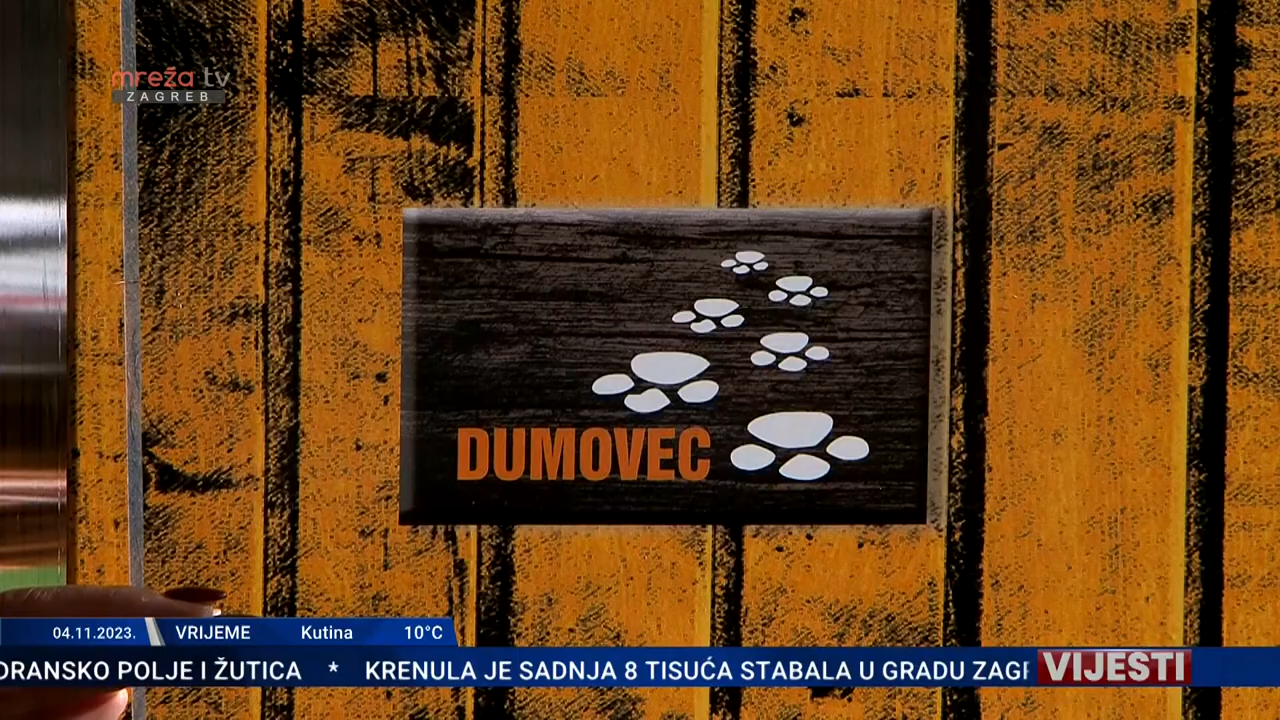 mreža tv
ZAGREB
DUMOVEC
04.11.2023. VRIJEME Kutina 10°C
DRANSKO POLJE I ŽUTICA * KRENULA JE SADNJA 8 TISUĆA STABALA U GRADU ZAGR
VIJESTI